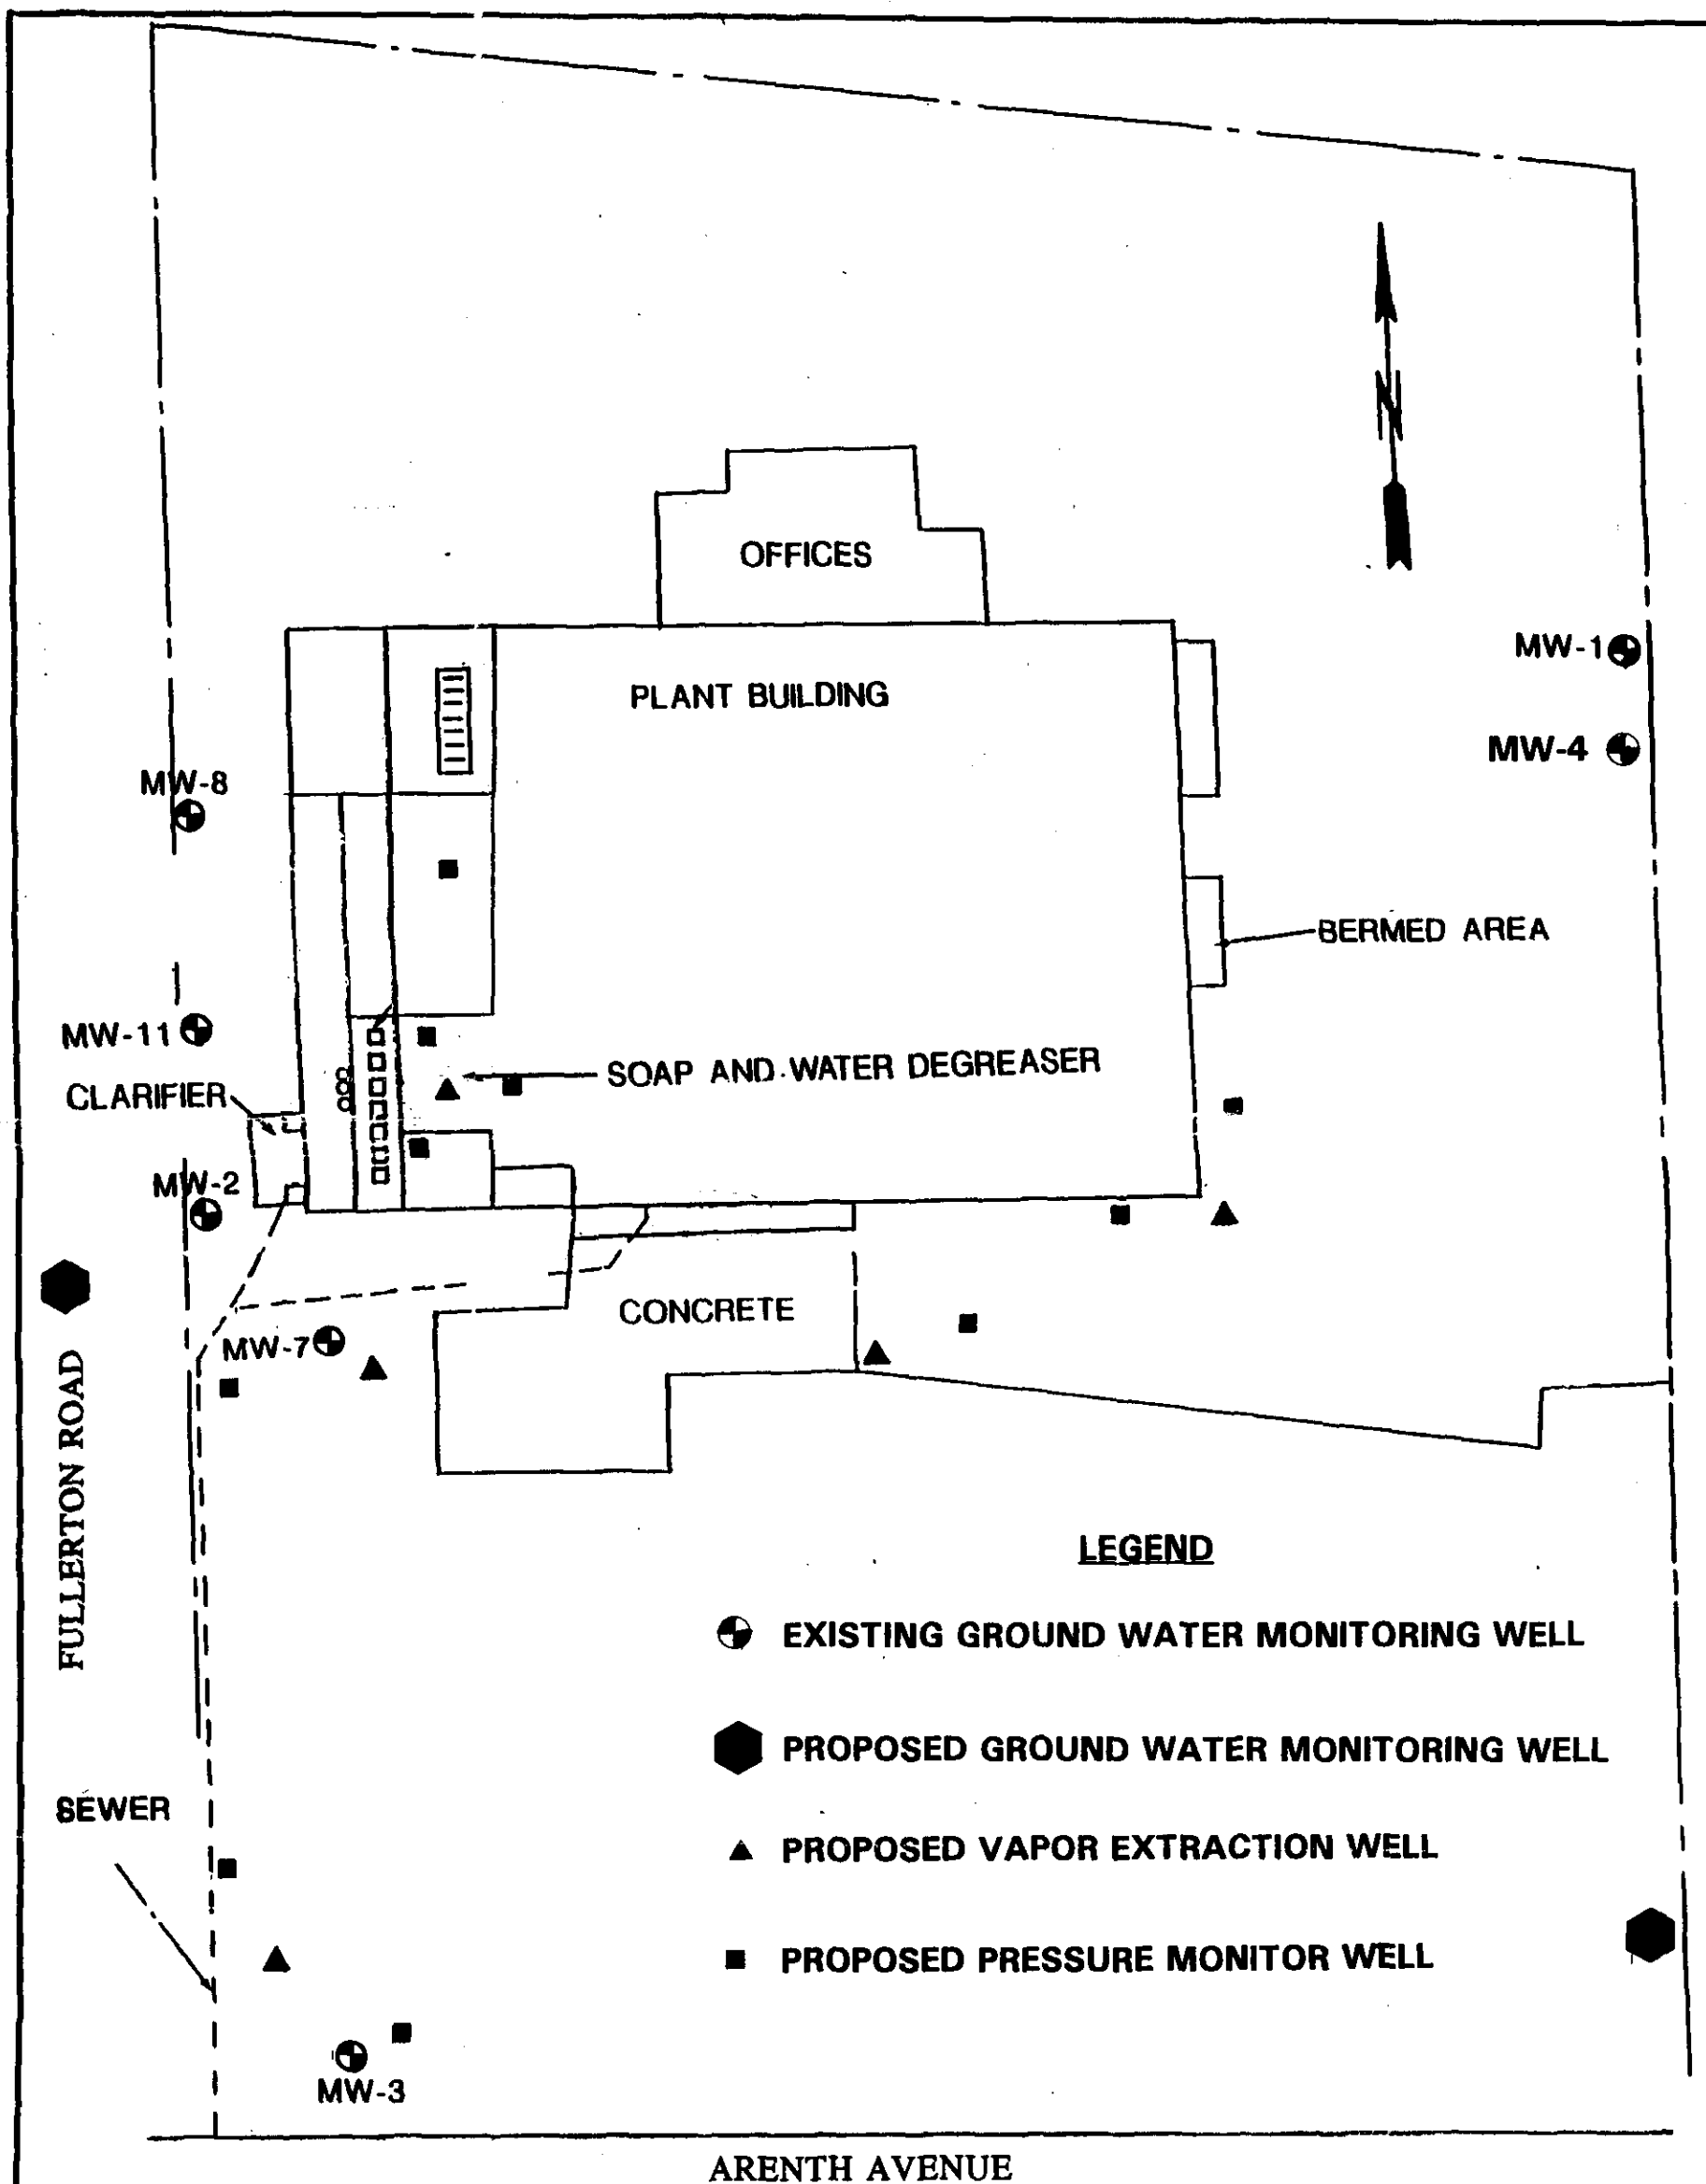 N
OFFICES
MW-1
PLANT BUILDING
MW-4
MW-8
BERMED AREA
MW-11
SOAP AND WATER DEGREASER
CLARIFIER
MW-2
CONCRETE
MW-7
FULLERTON ROAD
LEGEND
EXISTING GROUND WATER MONITORING WELL
PROPOSED GROUND WATER MONITORING WELL
SEWER
PROPOSED VAPOR EXTRACTION WELL
PROPOSED PRESSURE MONITOR WELL
MW-3
ARENTH AVENUE